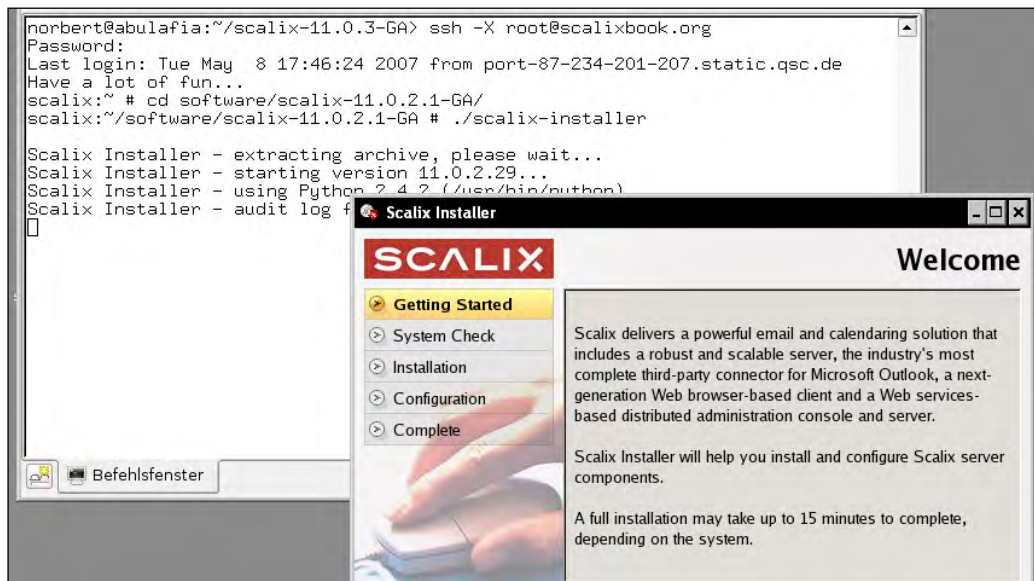 norbert@abulafia:~/scalix-11.0.3-GA> ssh -X root@scalixbook.org
Password:
Last login: Tue May  8 17:46:24 2007 from port-87-234-201-207.static.qsc.de
Have a lot of fun...
scalix:~ # cd software/scalix-11.0.2.1-GA/
scalix:~/software/scalix-11.0.2.1-GA # ./scalix-installer
Scalix Installer - extracting archive, please wait...
Scalix Installer - starting version 11.0.2.29...
Scalix Installer - using Python 2.4.2 (/usr/bin/python)
Scalix Installer - audit log f
Befehlsfenster
Scalix Installer
SCALIX
Welcome
Getting Started
System Check
Installation
Configuration
Complete
Scalix delivers a powerful email and calendaring solution that
includes a robust and scalable server, the industry's most
complete third-party connector for Microsoft Outlook, a next-
generation Web browser-based client and a Web services-
based distributed administration console and server.
Scalix Installer will help you install and configure Scalix server
components.
A full installation may take up to 15 minutes to complete,
depending on the system.